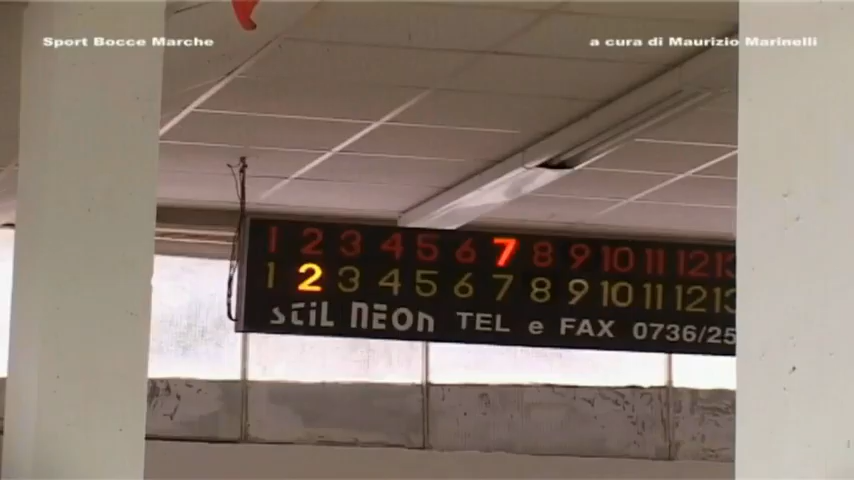 Sport Bocce Marche
a cura di Maurizio Marinelli
1 2 3 4 5 6 7 8 9 10 11 12 13
1 2 3 4 5 6 7 8 9 10 11 12 13
STiL NEON TEL e FAX 0736/25